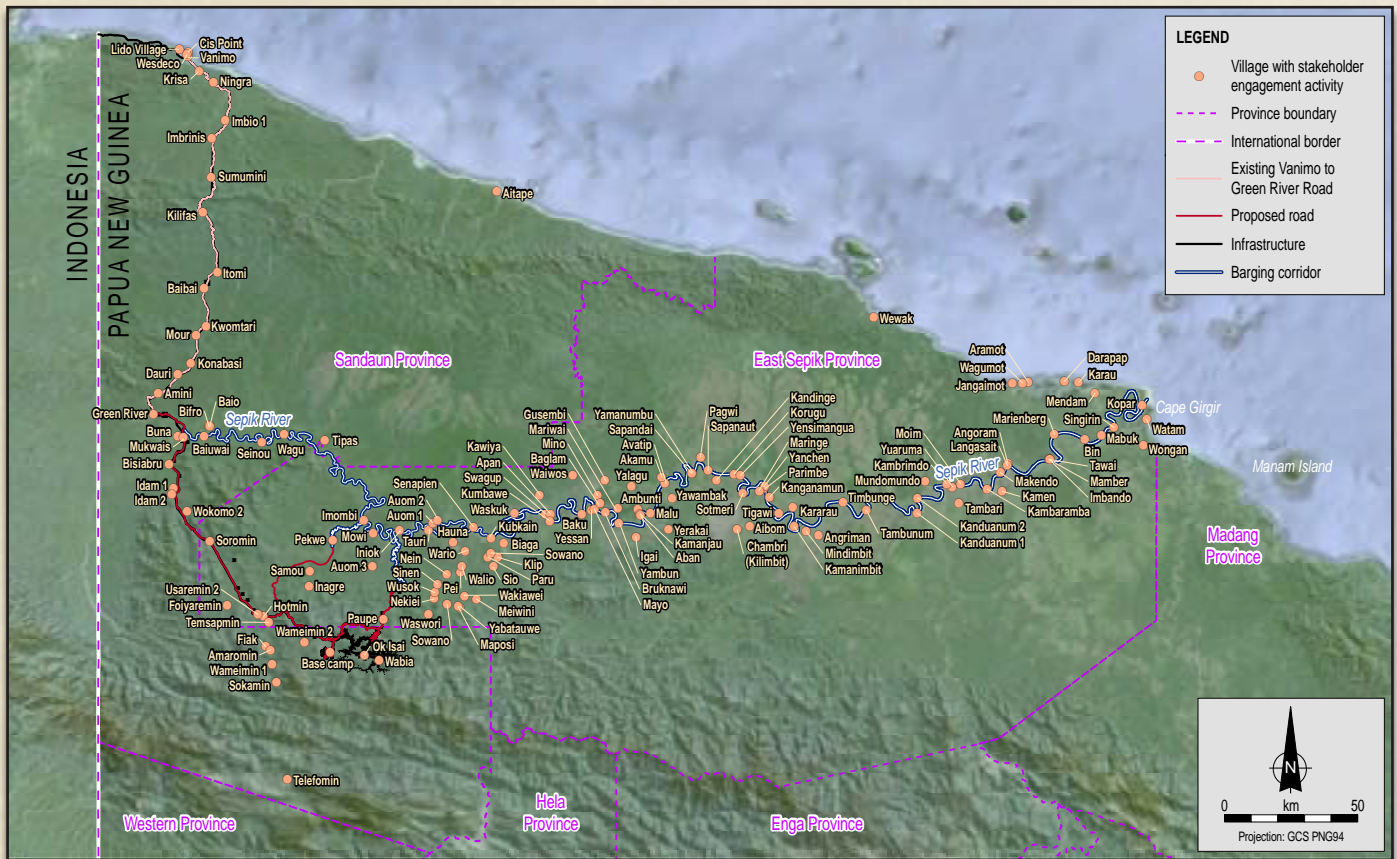 LEGEND
Village with stakeholder
engagement activity
Province boundary
International border
Existing Vanimo to
Green River Road
Proposed road
Infrastructure
Barging corridor
INDONESIA
PAPUA NEW GUINEA
Lido Village
Cis Point
Wesdeco
Vanimo
Krisa
Ningra
Imbio 1
Imbrinis
Sumumini
Kilifas
Itomi
Baibai
Kwomtari
Mour
Konabasi
Dauri
Amini
Green River
Bifro
Baio
Buna
Mukwais
Baiuwai
Bisiabru
Seinou
Wagu
Tipas
Sepik River
Idam 1
Idam 2
Wokomo 2
Soromin
Usaremin 2
Foiyaremin
Hotmin
Temsapmin
Wameimin 2
Fiak
Amaromin
Wameimin 1
Sokamin
Telefomin
Base camp
Ok Isai
Wabia
Paupe
Samou
Inagre
Pekwe
Imombi
Mowi
Iniok
Auom 3
Senapien
Auom 2
Auom 1
Tauri
Hauna
Nein
Wario
Sinen
Wusok
Nekiei
Pei
Walio
Waswori
Sowano
Maposi
Yabatauwe
Meiwini
Wakiawei
Paru
Sio
Klip
Sowano
Biaga
Kubkain
Kawiya
Apan
Swagup
Kumbawe
Waskuk
Gusembi
Mariwai
Mino
Baglam
Waiwos
Baku
Yessan
Igai
Yambun
Bruknawi
Mayo
Yamanumbu
Sapandai
Avatip
Akamu
Yalagu
Ambunti
Malu
Yawambak
Yerakai
Kamanjau
Aban
Pagwi
Sapanaut
Sotmeri
Kandinge
Korugu
Yensimangua
Maringe
Yanchen
Parimbe
Kanganamun
Tigawi
Aibom
Chambri
(Kilimbit)
Kararau
Angriman
Mindimbit
Kamanimbit
Timbunge
Tambunum
Moim
Yuaruma
Kambrimdo
Mundomundo
Kanduanum 2
Kanduanum 1
Angoram
Langasait
Sepik River
Tambari
Makendo
Kamen
Kambaramba
Marienberg
Tawai
Mamber
Imbando
Bin
Mabuk
Singirin
Mendam
Kopar
Watam
Wongan
Cape Girgir
Darapap
Karau
Aramot
Wagumot
Jangaimot
Aitape
Wewak
Manam Island
Sandaun Province
East Sepik Province
Madang
Province
Western Province
Hela
Province
Enga Province
N
0 km 50
Projection: GCS PNG94